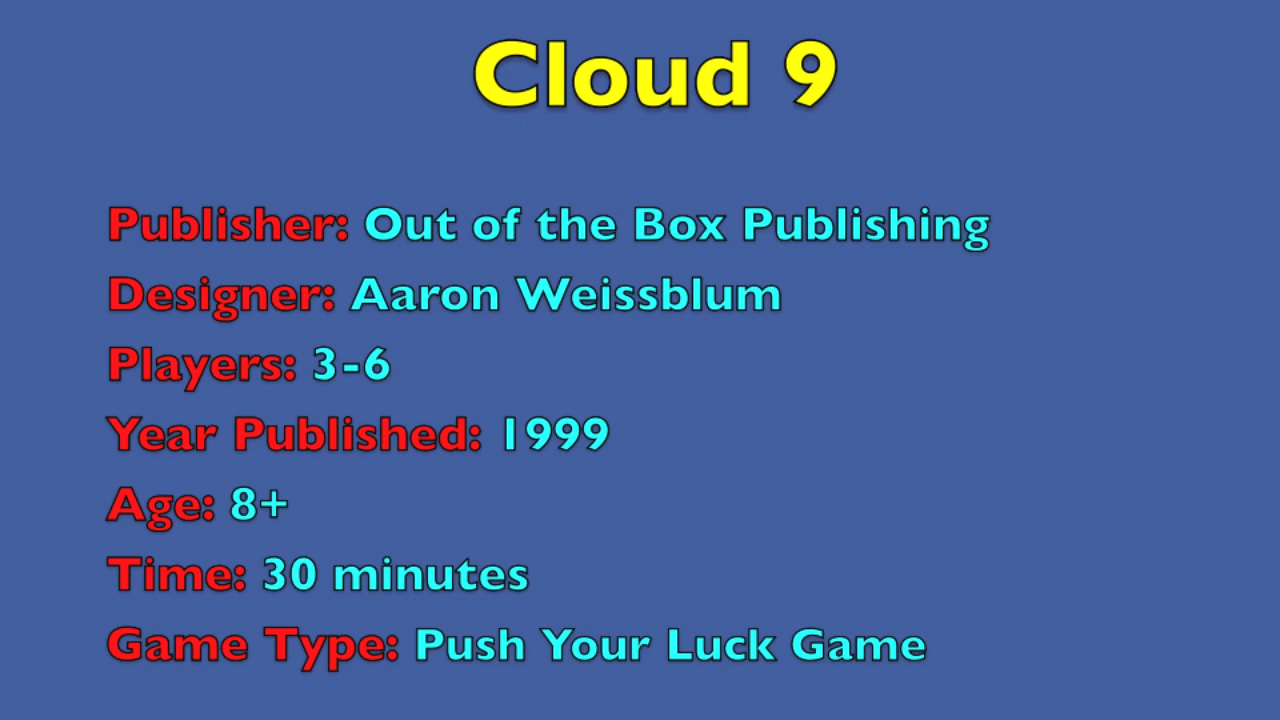 Cloud 9
Publisher: Out of the Box Publishing
Designer: Aaron Weissblum
Players: 3-6
Year Published: 1999
Age: 8+
Time: 30 minutes
Game Type: Push Your Luck Game